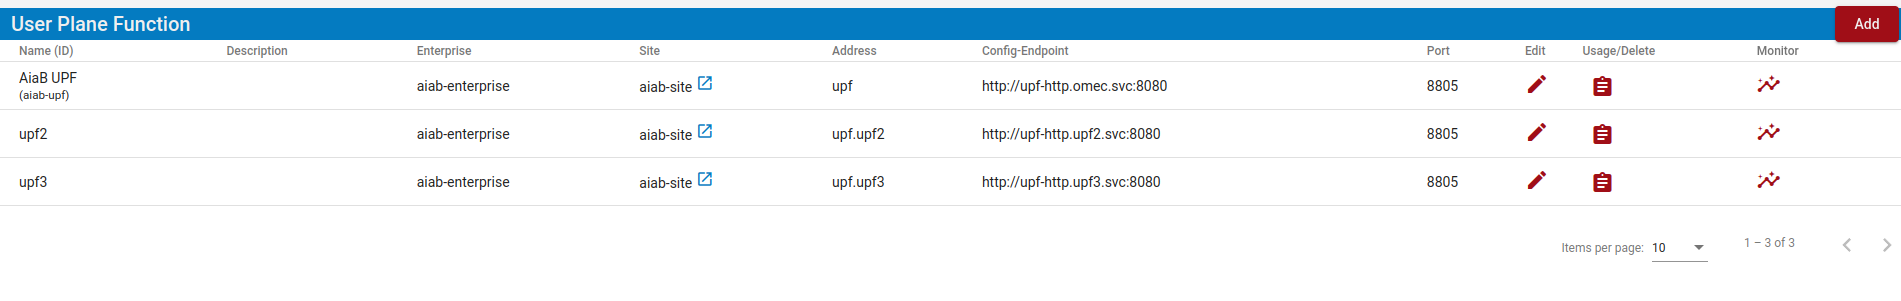 User Plane Function Add
Name (ID) Description Enterprise Site Address Config-Endpoint Port Edit Usage/Delete Monitor
AiaB UPF
(aiab-upf)
aiab-enterprise aiab-site upf http://upf-http.omec.svc:8080 8805
upf2 aiab-enterprise aiab-site upf.upf2 http://upf-http.upf2.svc:8080 8805
upf3 aiab-enterprise aiab-site upf.upf3 http://upf-http.upf3.svc:8080 8805
Items per page: 10 1 – 3 of 3